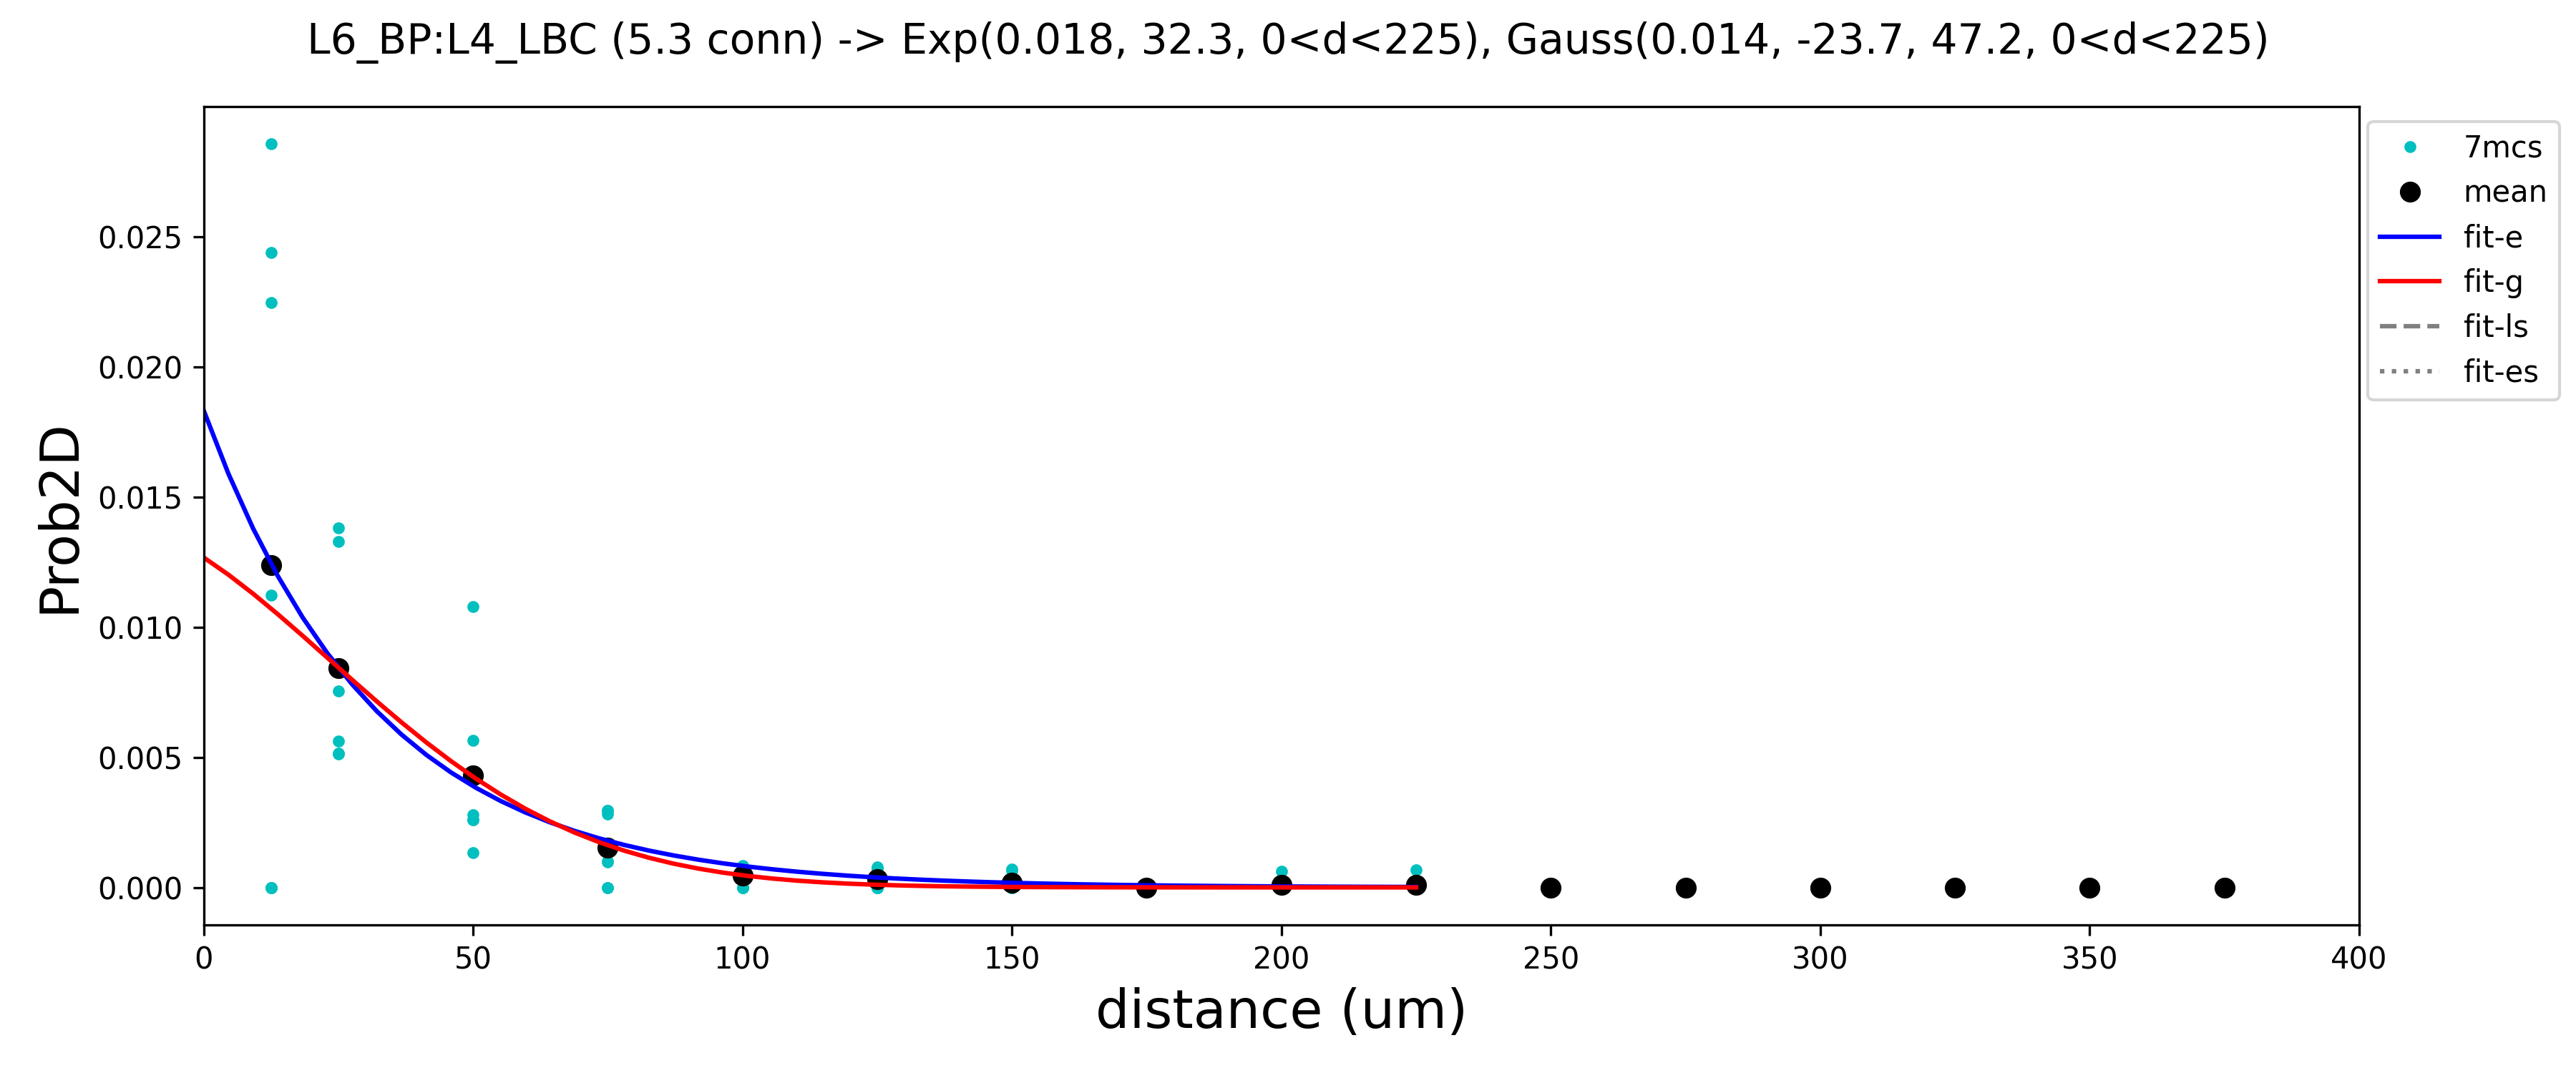 L6_BP:L4_LBC (5.3 conn) -> Exp(0.018, 32.3, 0<d<225), Gauss(0.014, -23.7, 47.2, 0<d<225)
7mcs
mean
fit-e
fit-g
fit-ls
fit-es
Prob2D
0.025
0.020
0.015
0.010
0.005
0.000
0 50 100 150 200 250 300 350 400
distance (um)